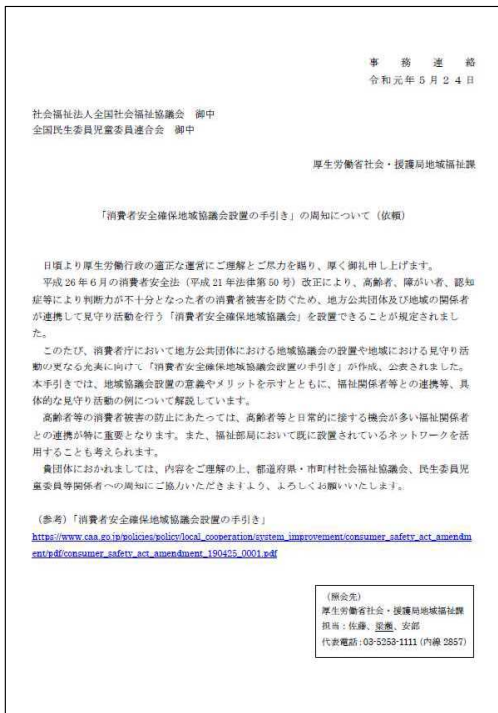 事　務　連　絡
令和元年５月２４日
社会福祉法人全国社会福祉協議会　御中
全国民生委員児童委員連合会　御中
厚生労働省社会・援護局地域福祉課
「消費者安全確保地域協議会設置の手引き」の周知について（依頼）
日頃より厚生労働行政の適正な運営にご理解とご尽力を賜り、厚く御礼申し上げます。
平成 26 年６月の消費者安全法（平成 21 年法律第 50 号）改正により、高齢者、障がい者、認知
症等により判断力が不十分となった者の消費者被害を防ぐため、地方公共団体及び地域の関係者
が連携して見守り活動を行う「消費者安全確保地域協議会」を設置できることが規定されまし
た。
このたび、消費者庁において地方公共団体における地域協議会の設置や地域における見守り活
動の更なる充実に向けて「消費者安全確保地域協議会設置の手引き」が作成、公表されました。
本手引きでは、地域協議会設置の意義やメリットを示すとともに、福祉関係者等との連携等、具
体的な見守り活動の例について解説しています。
高齢者等の消費者被害の防止にあたっては、高齢者等と日常的に接する機会が多い福祉関係者
との連携が特に重要となります。また、福祉部局において既に設置されているネットワークを活
用することも考えられます。
貴団体におかれましては、内容をご理解の上、都道府県・市町村社会福祉協議会、民生委員児
童委員等関係者への周知にご協力いただきますよう、よろしくお願いいたします。
（参考）「消費者安全確保地域協議会設置の手引き」
https://www.caa.go.jp/policies/policy/local_cooperation/system_improvement/consumer_safety_act_amendm
ent/pdf/consumer_safety_act_amendment_190425_0001.pdf
（照会先）
厚生労働省社会・援護局地域福祉課
担当：佐藤、梁瀬、安部
代表電話：03-5253-1111 (内線 2857)